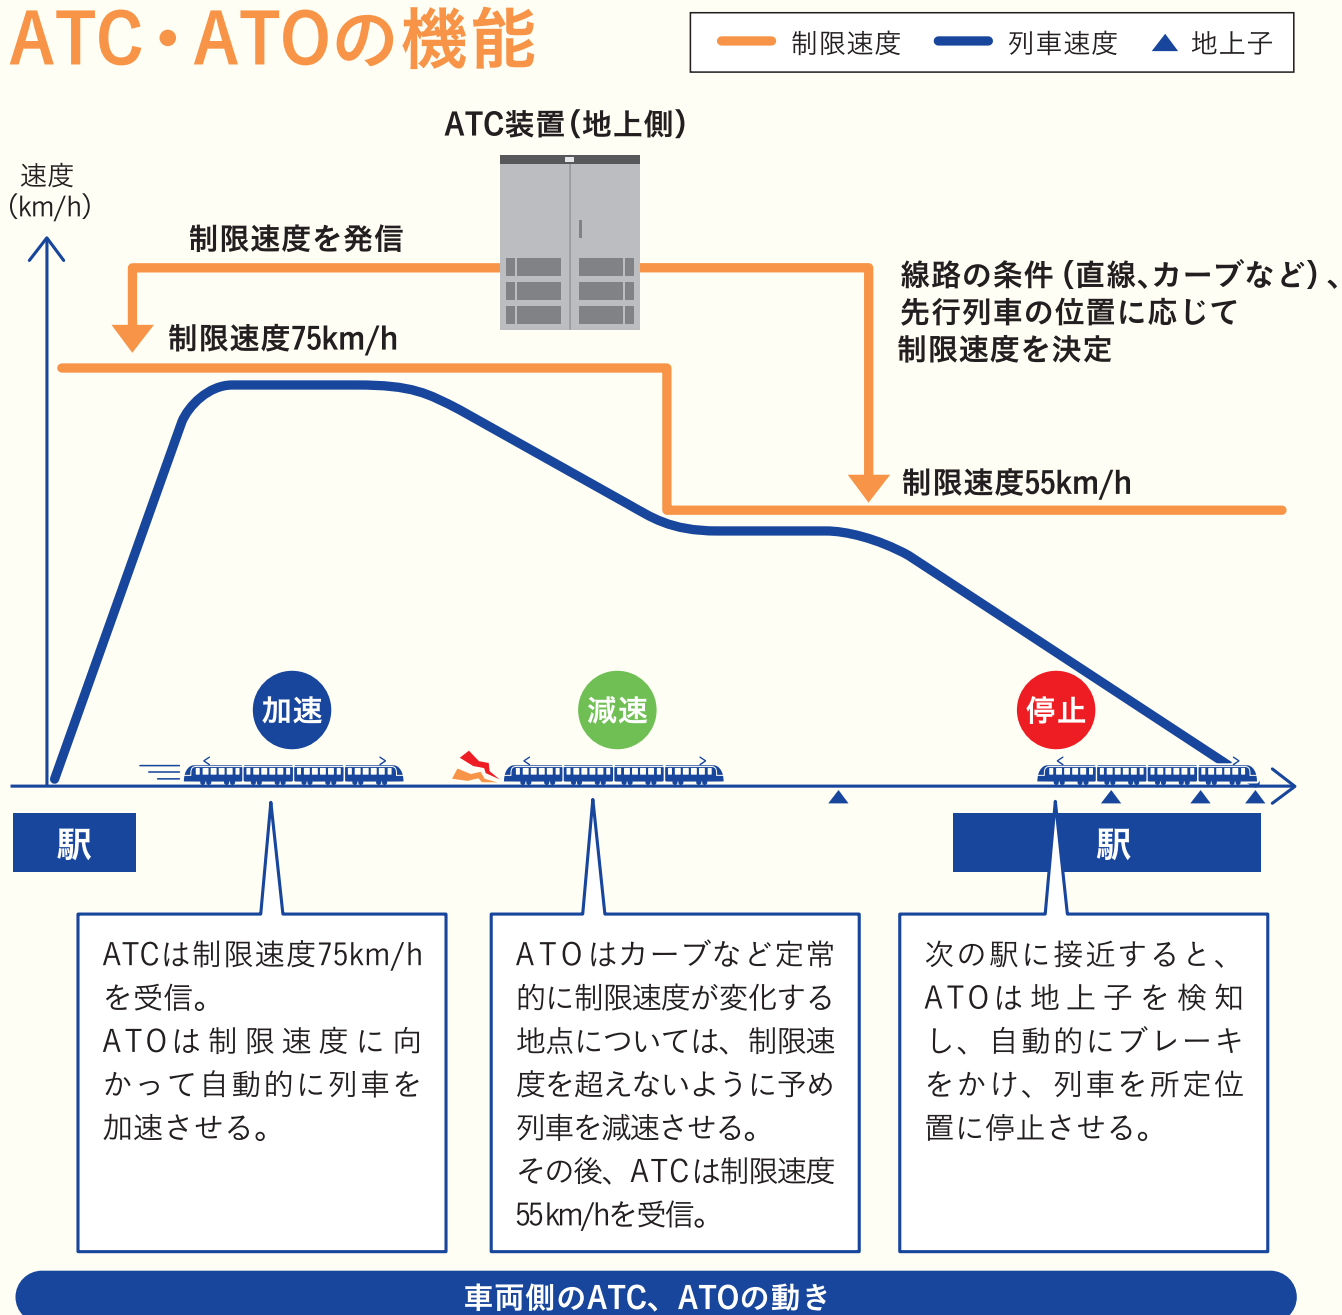 ATC・ATOの機能
制限速度
列車速度
地上子
ATC装置(地上側)
速度
(km/h)
制限速度を発信
線路の条件(直線、カーブなど)、
先行列車の位置に応じて
制限速度を決定
制限速度75km/h
制限速度55km/h
加速
減速
停止
駅
駅
ATCは制限速度75km/h
を受信。
ATOは制限速度に向
かって自動的に列車を
加速させる。
ATOはカーブなど定常
的に制限速度が変化する
地点については、制限速
度を超えないように予め
列車を減速させる。
その後、ATCは制限速度
55km/hを受信。
次の駅に接近すると、
ATOは地上子を検知
し、自動的にブレーキ
をかけ、列車を所定位
置に停止させる。
車両側のATC、ATOの動き